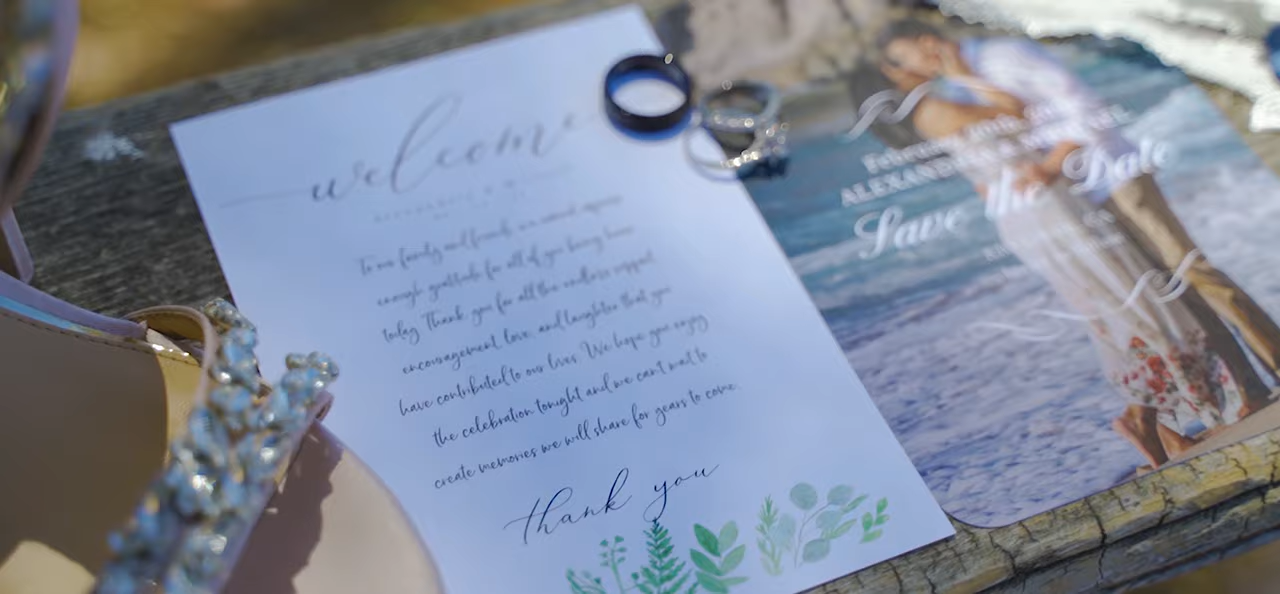 welcome
To our family and friends, no words express
enough gratitude for all of you being here
today. Thank you for all the endless support,
encouragement, love, and laughter that you
have contributed to our lives. We hope you enjoy
the celebration tonight and we can't wait to
create memories we will share for years to come.
thank you
Save the Date